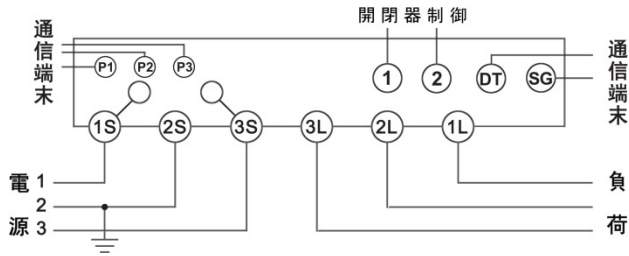 開閉器制御
通信端末
P1 P2 P3
1 2 DT SG
通信端末
1S 2S 3S 3L 2L 1L
電源
1
2
3
負荷